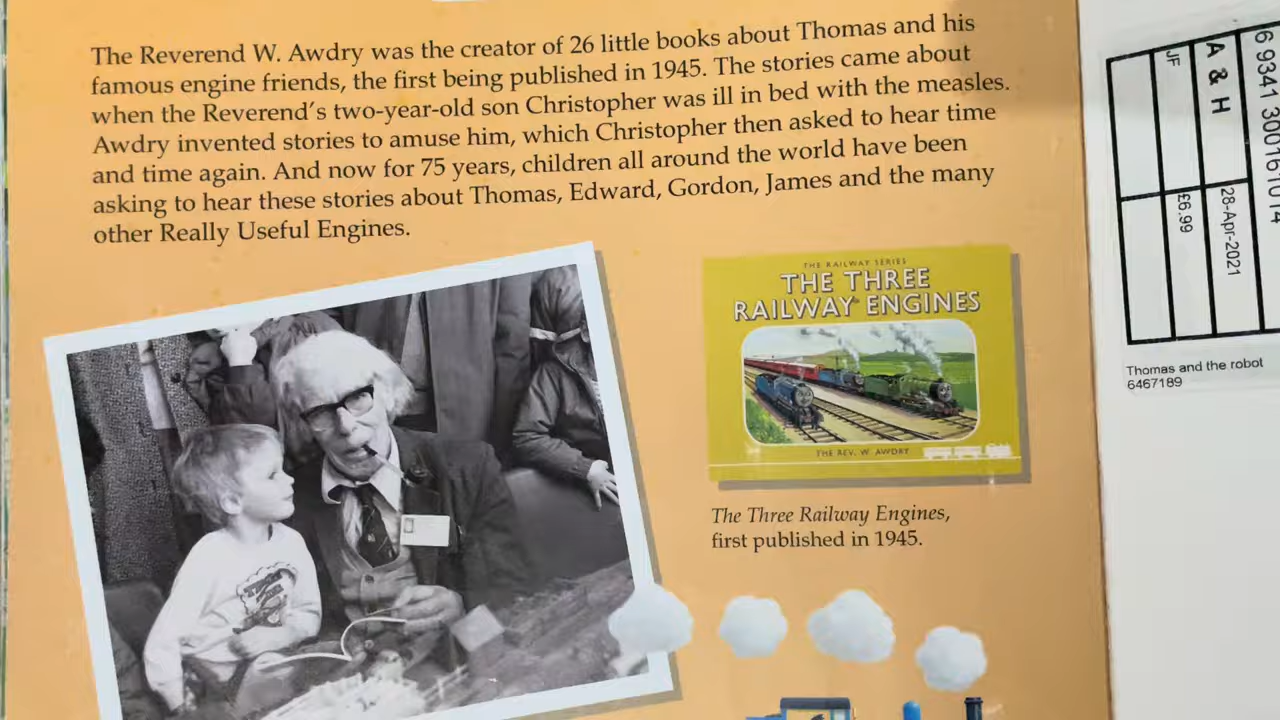 The Reverend W. Awdry was the creator of 26 little books about Thomas and his
famous engine friends, the first being published in 1945. The stories came about
when the Reverend's two-year-old son Christopher was ill in bed with the measles.
Awdry invented stories to amuse him, which Christopher then asked to hear time
and time again. And now for 75 years, children all around the world have been
asking to hear these stories about Thomas, Edward, Gordon, James and the many
other Really Useful Engines.
THE RAILWAY SERIES
THE THREE
RAILWAY ENGINES
THE REV. W. AWDRY
The Three Railway Engines,
first published in 1945.
A & H
28-Apr-2021
JF
£6.99
Thomas and the robot
6467189